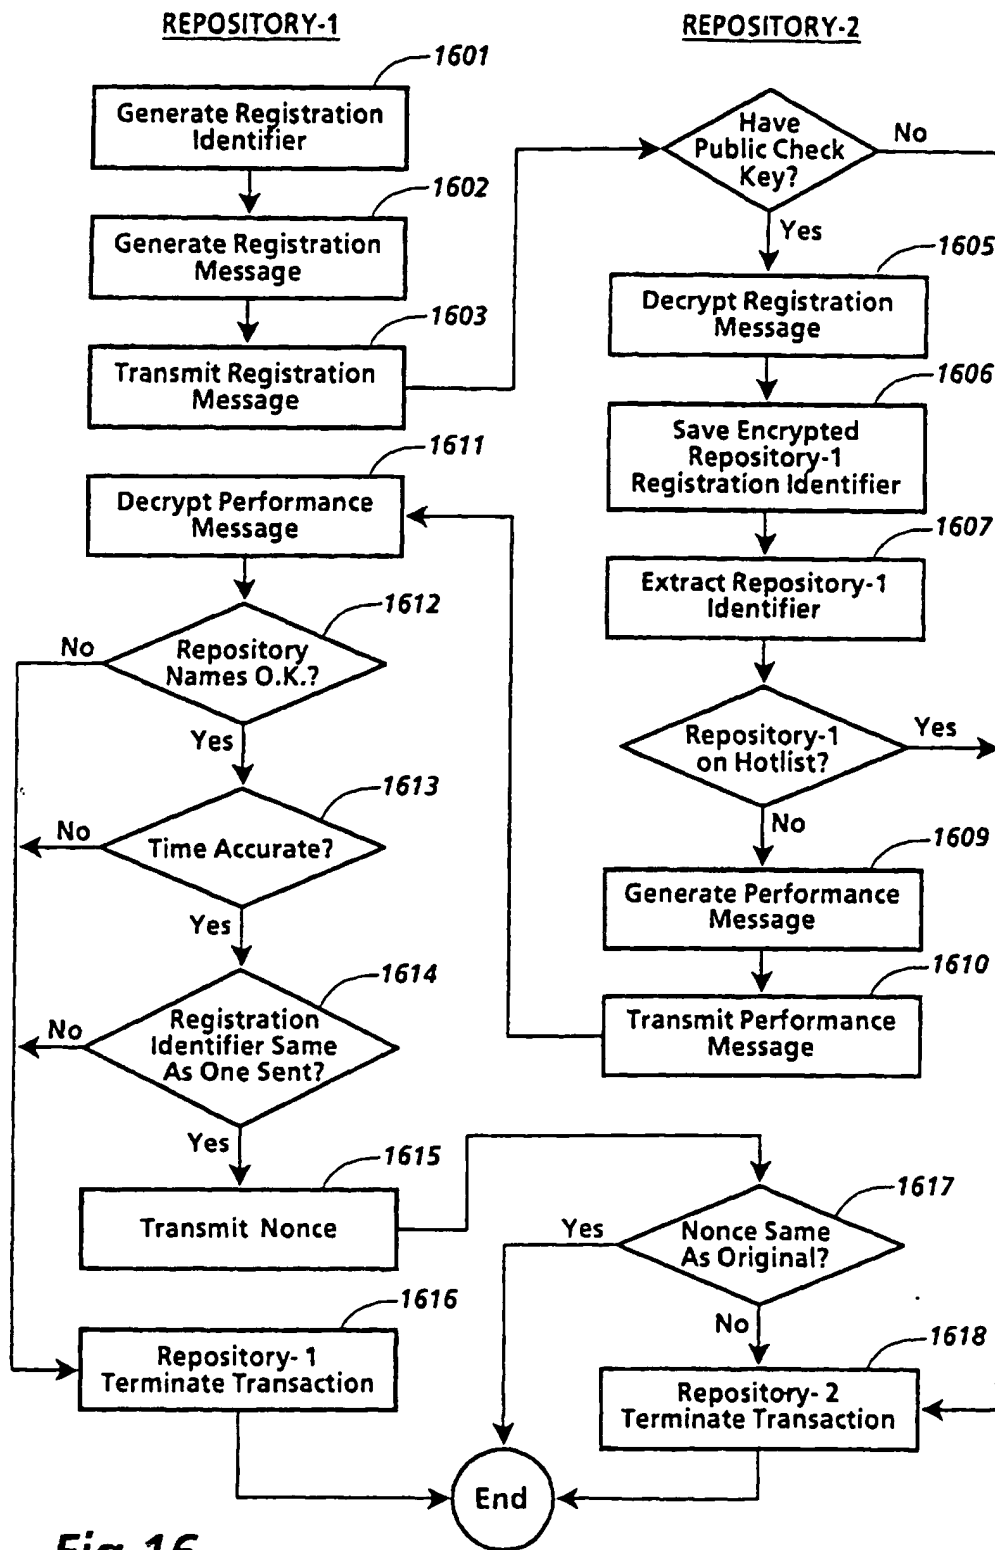 REPOSITORY-1
1601
Generate Registration
Identifier
1602
Generate Registration
Message
1603
Transmit Registration
Message
1611
Decrypt Performance
Message
1612
Repository
Names O.K.?
No
Yes
1613
Time Accurate?
No
Yes
1614
Registration
Identifier Same
As One Sent?
No
Yes
1615
Transmit Nonce
1616
Repository- 1
Terminate Transaction
REPOSITORY-2
Have
Public Check
Key?
No
Yes
1605
Decrypt Registration
Message
1606
Save Encrypted
Repository-1
Registration Identifier
1607
Extract Repository-1
Identifier
Repository-1
on Hotlist?
Yes
No
1609
Generate Performance
Message
1610
Transmit Performance
Message
1617
Nonce Same
As Original?
Yes
No
1618
Repository- 2
Terminate Transaction
End
Fig.16